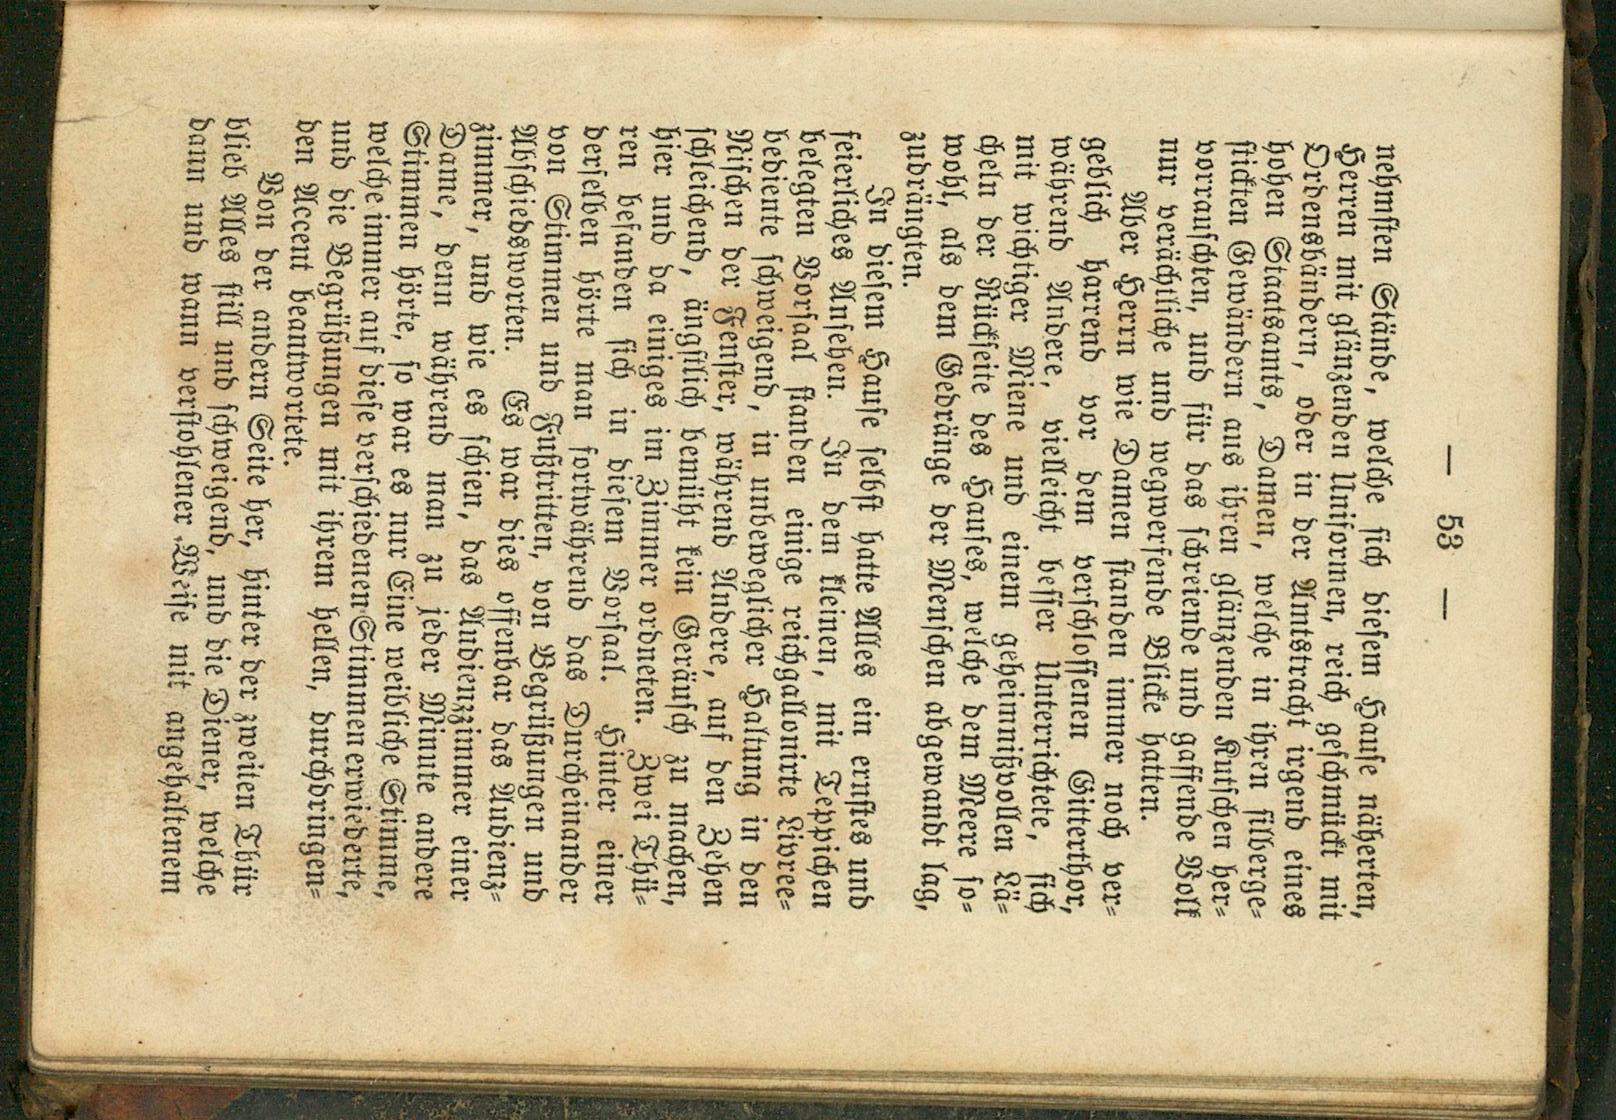 — 53 —
nehmſten Stände, welche ſich dieſem Hauſe näherten,
Herren mit glänzenden Uniformen, reich geſchmückt mit
Ordensbändern, oder in der Amtstracht irgend eines
hohen Staatsamts, Damen, welche in ihren ſilberge-
ſtickten Gewändern aus ihren glänzenden Kutſchen her-
vorrauſchten, und für das ſchreiende und gaffende Volk
nur verächtliche und wegwerfende Blicke hatten.
Aber Herrn wie Damen ſtanden immer noch ver-
geblich harrend vor dem verſchloſſenen Gitterthor,
während Andere, vielleicht beſſer Unterrichtete, ſich
mit wichtiger Miene und einem geheimnißvollen Lä-
cheln der Rückſeite des Hauſes, welche dem Meere ſo-
wohl, als dem Gedränge der Menſchen abgewandt lag,
zudrängten.
In dieſem Hauſe ſelbſt hatte Alles ein ernſtes und
feierliches Anſehen. In dem kleinen, mit Teppichen
belegten Vorſaal ſtanden einige reichgallonirte Livree-
bediente ſchweigend, in unbeweglicher Haltung in den
Niſchen der Fenſter, während Andere, auf den Zehen
ſchleichend, ängſtlich bemüht kein Geräuſch zu machen,
hier und da einiges im Zimmer ordneten. Zwei Thü-
ren befanden ſich in dieſem Vorſaal. Hinter einer
derſelben hörte man fortwährend das Durcheinander
von Stimmen und Fußtritten, von Begrüßungen und
Abſchiedsworten. Es war dies offenbar das Audienz-
zimmer, und wie es ſchien, das Audienzzimmer einer
Dame, denn während man zu jeder Minute andere
Stimmen hörte, ſo war es nur Eine weibliche Stimme,
welche immer auf dieſe verſchiedenen Stimmen erwiederte,
und die Begrüßungen mit ihrem hellen, durchdringen-
den Accent beantwortete.
Von der andern Seite her, hinter der zweiten Thür
blieb Alles ſtill und ſchweigend, und die Diener, welche
dann und wann verſtohlener Weiſe mit angehaltenem